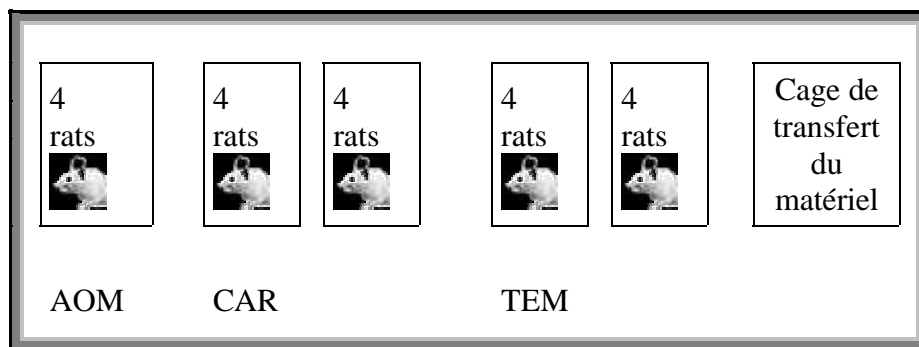 4
rats
4
rats
4
rats
4
rats
4
rats
Cage de
transfert
du
matériel
AOM
CAR
TEM